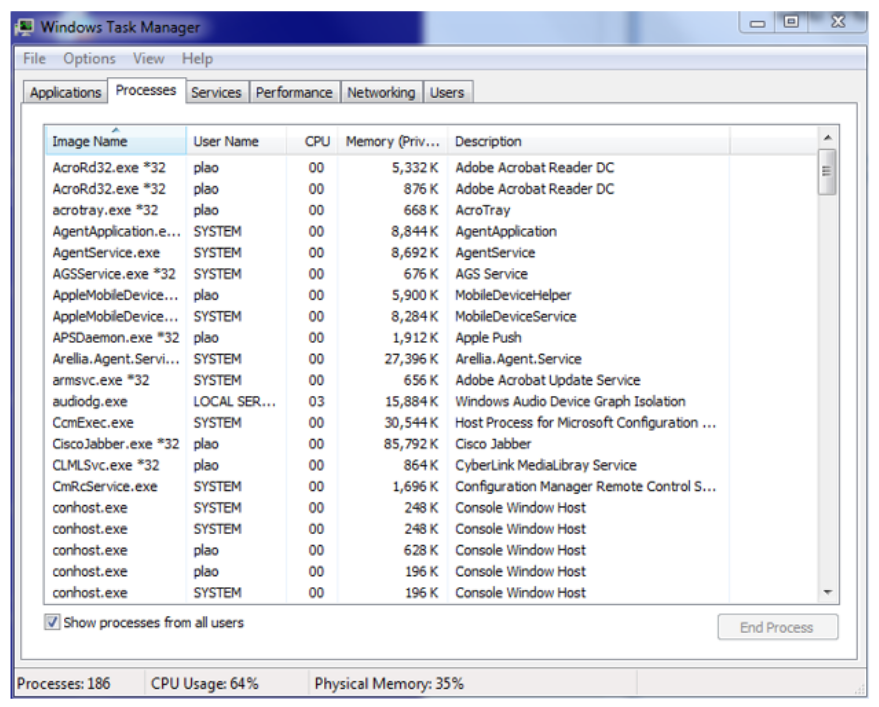 Windows Task Manager
File Options View Help
Applications Processes Services Performance Networking Users
Image Name User Name CPU Memory (Priv... Description
AcroRd32.exe *32 plao 00 5,332 K Adobe Acrobat Reader DC
AcroRd32.exe *32 plao 00 876 K Adobe Acrobat Reader DC
acrotray.exe *32 plao 00 668 K AcroTray
AgentApplication.e... SYSTEM 00 8,844 K AgentApplication
AgentService.exe SYSTEM 00 8,692 K AgentService
AGSService.exe *32 SYSTEM 00 676 K AGS Service
AppleMobileDevice... plao 00 5,900 K MobileDeviceHelper
AppleMobileDevice... SYSTEM 00 8,284 K MobileDeviceService
APSDaemon.exe *32 plao 00 1,912 K Apple Push
Arellia.Agent.Servi... SYSTEM 00 27,396 K Arellia.Agent.Service
armsvc.exe *32 SYSTEM 00 656 K Adobe Acrobat Update Service
audiodg.exe LOCAL SER... 03 15,884 K Windows Audio Device Graph Isolation
CcmExec.exe SYSTEM 00 30,544 K Host Process for Microsoft Configuration ...
CiscoJabber.exe *32 plao 00 85,792 K Cisco Jabber
CLMLSvc.exe *32 plao 00 864 K CyberLink MediaLibray Service
CmRcService.exe SYSTEM 00 1,696 K Configuration Manager Remote Control S...
conhost.exe SYSTEM 00 248 K Console Window Host
conhost.exe SYSTEM 00 248 K Console Window Host
conhost.exe plao 00 628 K Console Window Host
conhost.exe plao 00 196 K Console Window Host
conhost.exe SYSTEM 00 196 K Console Window Host
Show processes from all users
End Process
Processes: 186 CPU Usage: 64% Physical Memory: 35%